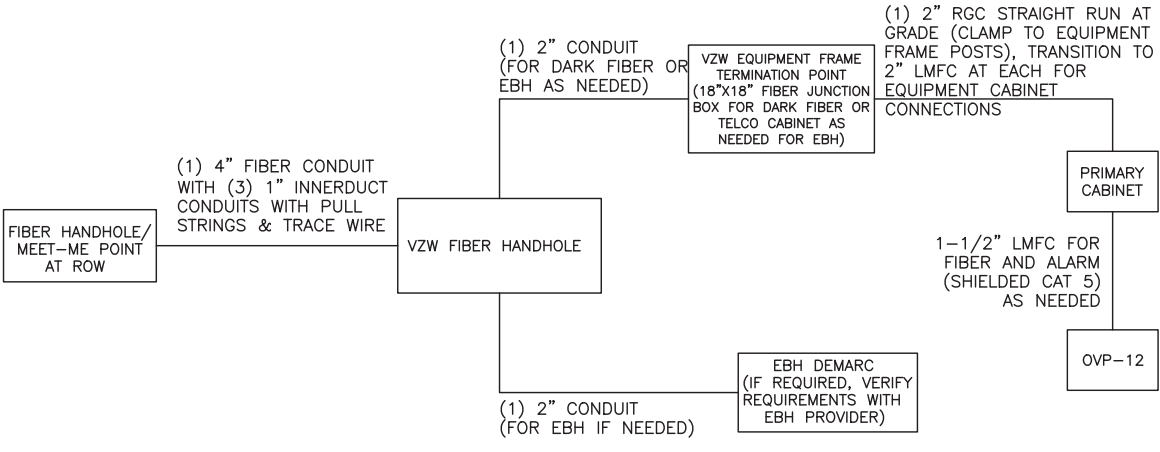 (1) 2" RGC STRAIGHT RUN AT
GRADE (CLAMP TO EQUIPMENT
FRAME POSTS), TRANSITION TO
2" LMFC AT EACH FOR
EQUIPMENT CABINET
CONNECTIONS
(1) 2" CONDUIT
(FOR DARK FIBER OR
EBH AS NEEDED)
VZW EQUIPMENT FRAME
TERMINATION POINT
(18"X18" FIBER JUNCTION
BOX FOR DARK FIBER OR
TELCO CABINET AS
NEEDED FOR EBH)
(1) 4" FIBER CONDUIT
WITH (3) 1" INNERDUCT
CONDUITS WITH PULL
STRINGS & TRACE WIRE
PRIMARY
CABINET
FIBER HANDHOLE/
MEET-ME POINT
AT ROW
VZW FIBER HANDHOLE
1-1/2" LMFC FOR
FIBER AND ALARM
(SHIELDED CAT 5)
AS NEEDED
OVP-12
EBH DEMARC
(IF REQUIRED, VERIFY
REQUIREMENTS WITH
EBH PROVIDER)
(1) 2" CONDUIT
(FOR EBH IF NEEDED)